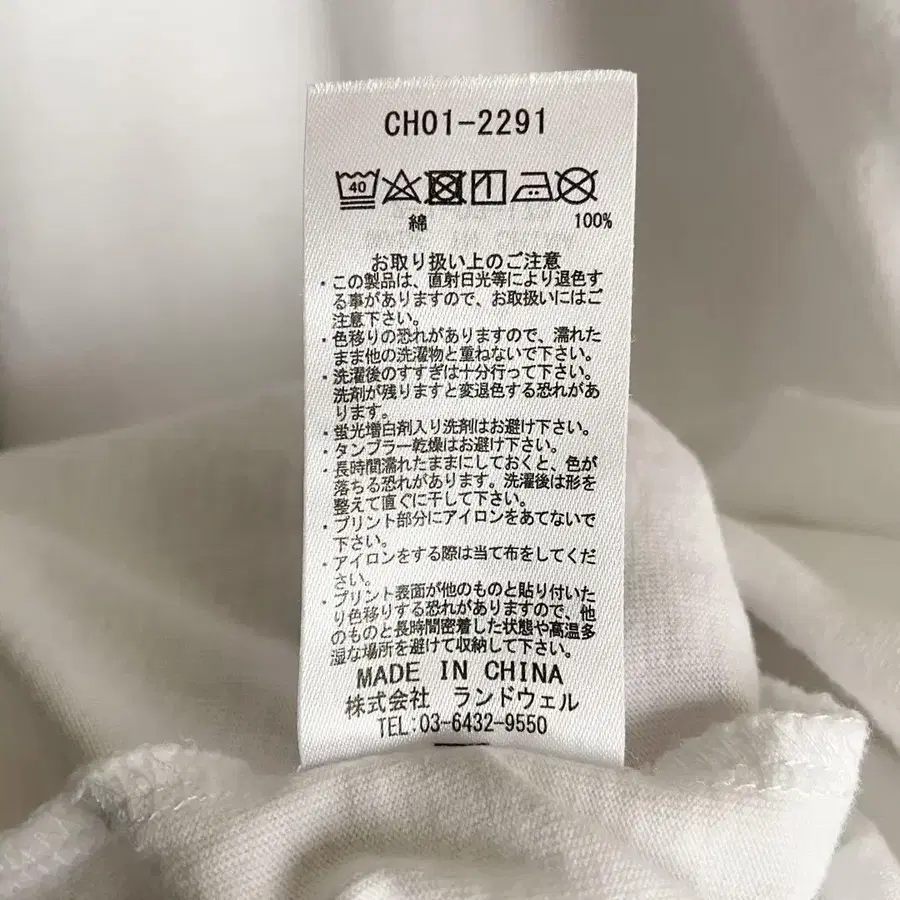 CH01-2291
40
綿 100%
お取り扱い上のご注意
・この製品は、直射日光等により退色す
る事がありますので、お取扱いにはご
注意下さい。
・色移りの恐れがありますので、濡れた
まま他の洗濯物と重ねないで下さい。
・洗濯後のすすぎは十分行って下さい。
洗剤が残りますと変退色する恐れがあ
ります。
・蛍光増白剤入り洗剤はお避け下さい。
・タンブラー乾燥はお避け下さい。
・長時間濡れたままにしておくと、色が
落ちる恐れがあります。洗濯後は形を
整えて直ぐに干して下さい。
・プリント部分にアイロンをあてないで
下さい。
・アイロンをする際は当て布をしてくだ
さい。
・プリント表面が他のものと貼り付いた
り色移りする恐れがありますので、他
のものと長時間密着した状態や高温多
湿な場所を避けて収納して下さい。
MADE IN CHINA
株式会社 ランドウェル
TEL:03-6432-9550